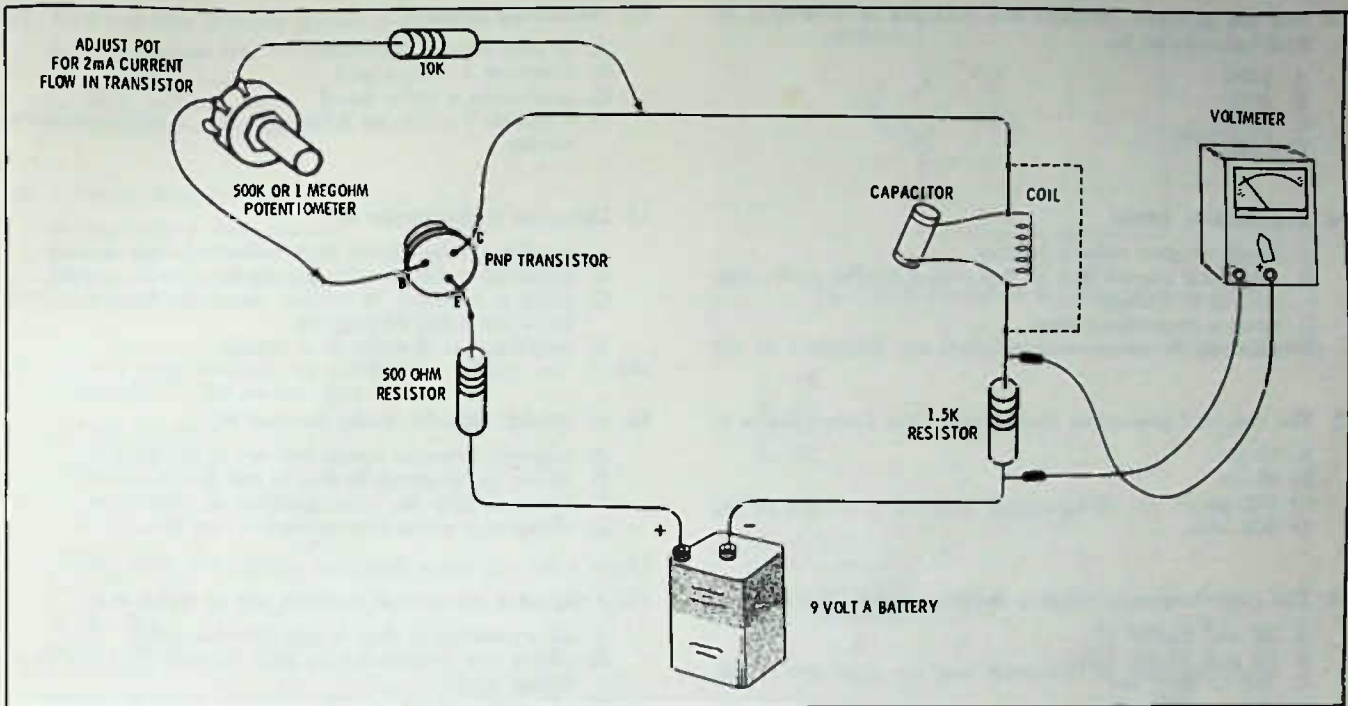 ADJUST POT
FOR 2mA CURRENT
FLOW IN TRANSISTOR
10K
500K OR 1 MEGOHM
POTENTIOMETER
C
B
E
PNP TRANSISTOR
500 OHM
RESISTOR
CAPACITOR
COIL
VOLTMETER
+
1.5K
RESISTOR
+
-
9 VOLT A BATTERY